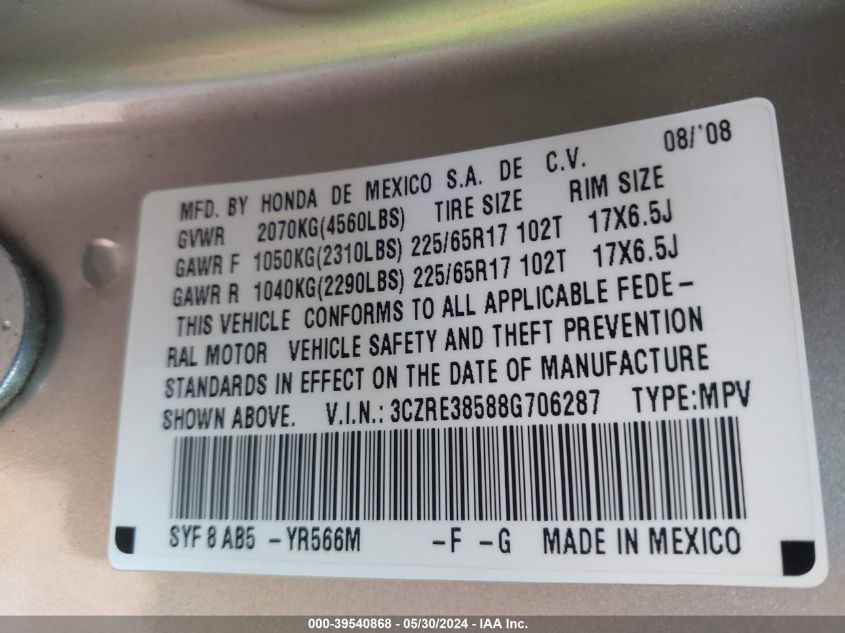 08/'08
MFD. BY HONDA DE MEXICO S.A. DE C.V.
GVWR 2070KG(4560LBS) TIRE SIZE RIM SIZE
GAWR F 1050KG(2310LBS) 225/65R17 102T 17X6.5J
GAWR R 1040KG(2290LBS) 225/65R17 102T 17X6.5J
THIS VEHICLE CONFORMS TO ALL APPLICABLE FEDE-
RAL MOTOR VEHICLE SAFETY AND THEFT PREVENTION
STANDARDS IN EFFECT ON THE DATE OF MANUFACTURE
SHOWN ABOVE. V.I.N.: 3CZRE38588G706287 TYPE:MPV
SYF 8 AB5 -YR566M -F -G MADE IN MEXICO
000-39540868 - 05/30/2024 - IAA Inc.